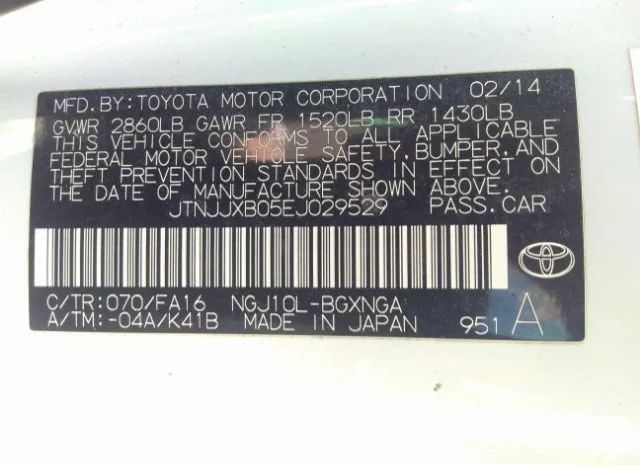 MFD.BY:TOYOTA MOTOR CORPORATION 02/14
GVWR 2860LB GAWR FR 1520LB RR 1430LB
THIS VEHICLE CONFORMS TO ALL APPLICABLE
FEDERAL MOTOR VEHICLE SAFETY,BUMPER,AND
THEFT PREVENTION STANDARDS IN EFFECT ON
THE DATE OF MANUFACTURE SHOWN ABOVE.
JTNJJXB05EJ029529 PASS.CAR
C/TR:070/FA16 NGJ10L-BGXNGA
A/TM:-04A/K41B MADE IN JAPAN 951 A